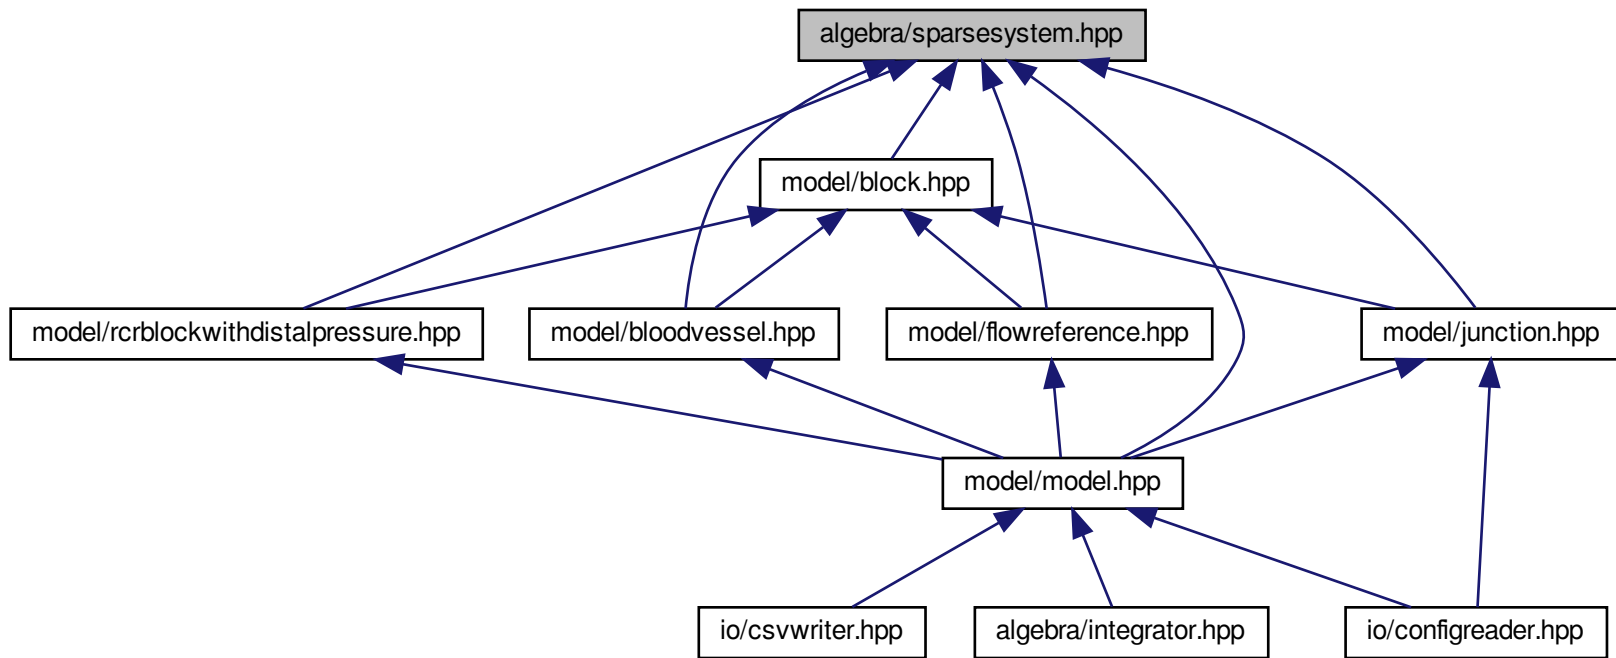 algebra/sparsesystem.hpp
model/block.hpp
model/rcrblockwithdistalpressure.hpp
model/bloodvessel.hpp
model/flowreference.hpp
model/junction.hpp
model/model.hpp
io/csvwriter.hpp
algebra/integrator.hpp
io/configreader.hpp